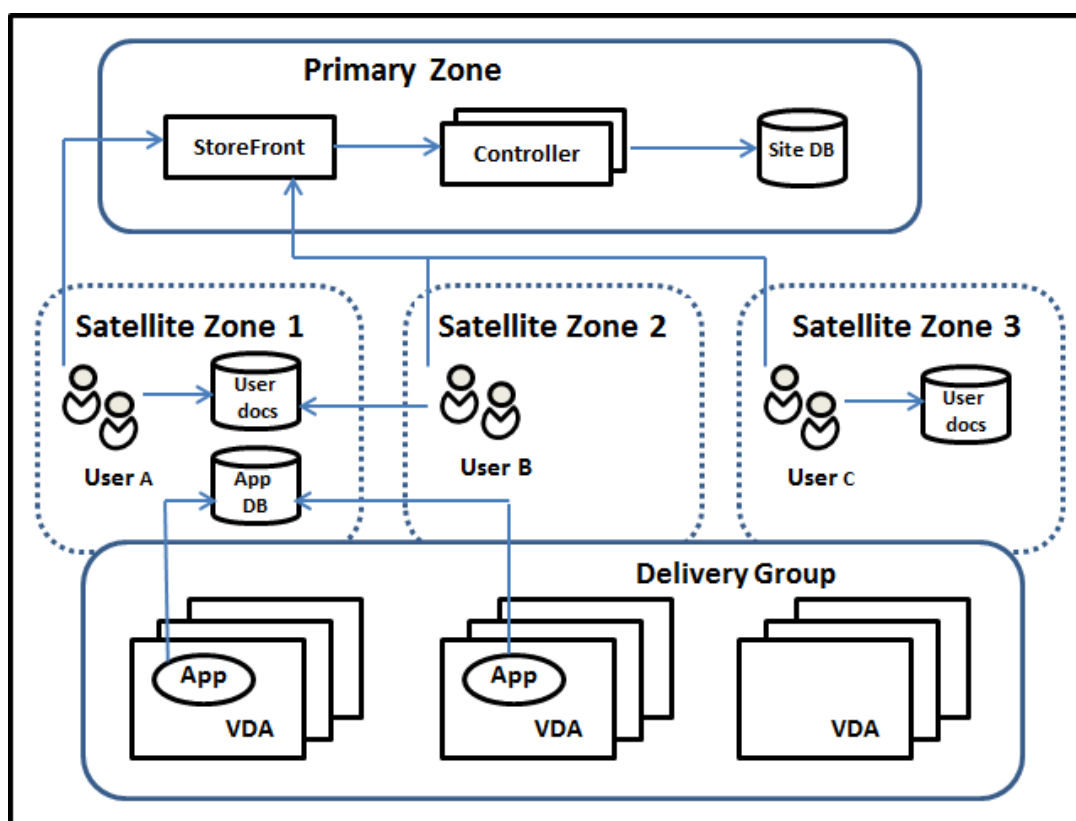 Primary Zone
StoreFront
Controller
Site DB
Satellite Zone 1
Satellite Zone 2
Satellite Zone 3
User
docs
User
docs
User A
App
DB
User B
User C
Delivery Group
App
VDA
App
VDA
VDA